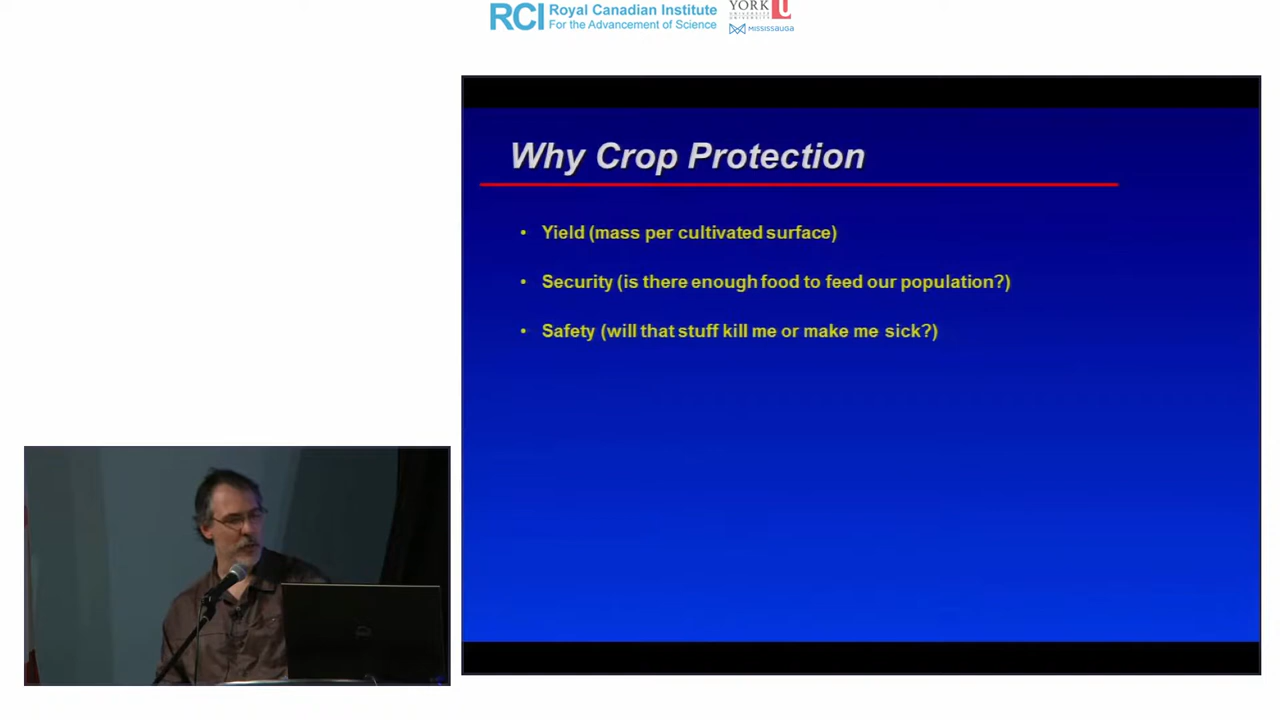 RCI Royal Canadian Institute
For the Advancement of Science
YORK U
MISSISSAUGA
Why Crop Protection
• Yield (mass per cultivated surface)
• Security (is there enough food to feed our population?)
• Safety (will that stuff kill me or make me sick?)